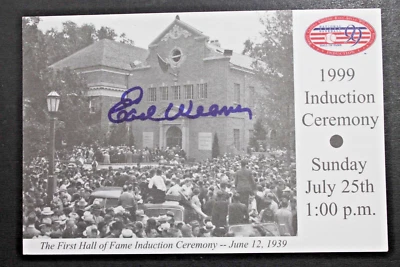 Earl Weaver
1999
Induction
Ceremony
Sunday
July 25th
1:00 p.m.
The First Hall of Fame Induction Ceremony -- June 12, 1939